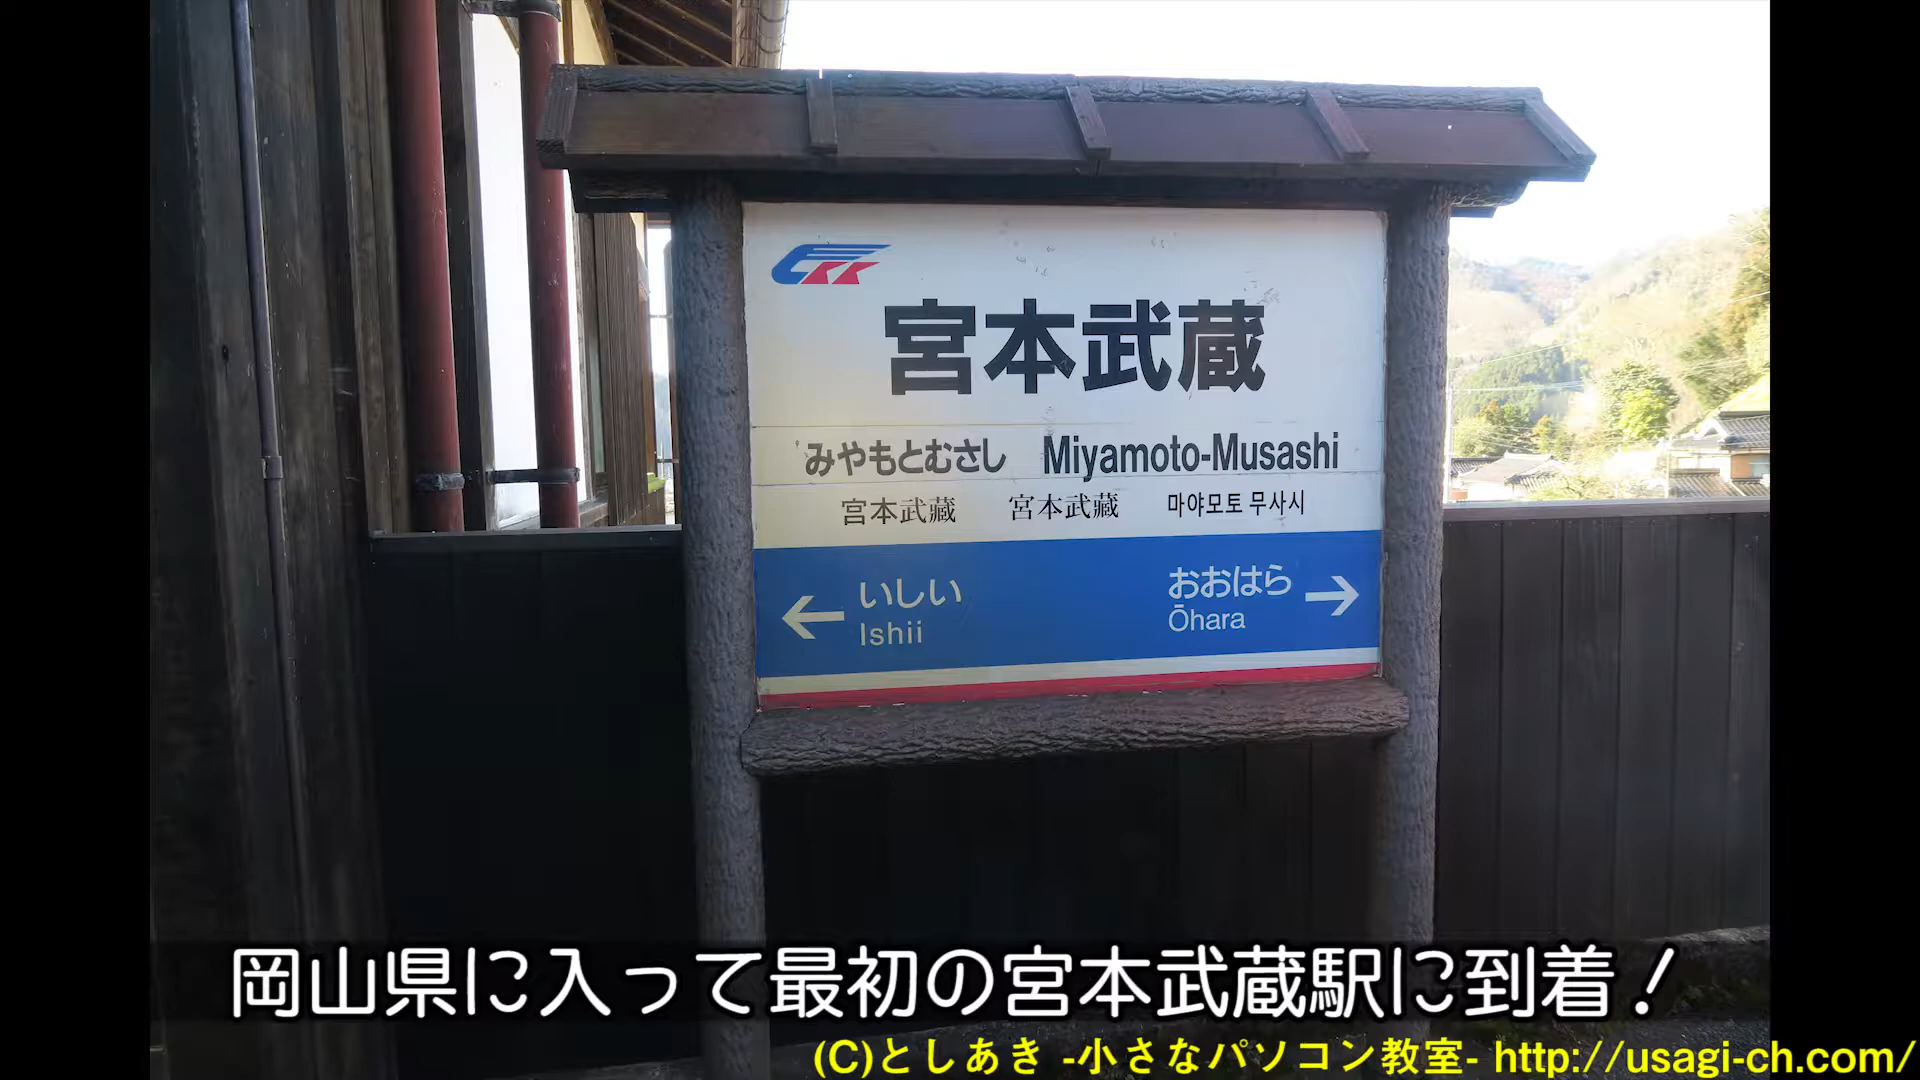 宮本武蔵
みやもとむさし Miyamoto-Musashi
宮本武藏 宮本武藏 마야모토 무사시
← いしい おおはら →
Ishii Ōhara
岡山県に入って最初の宮本武蔵駅に到着！
(C)としあき -小さなパソコン教室- http://usagi-ch.com/